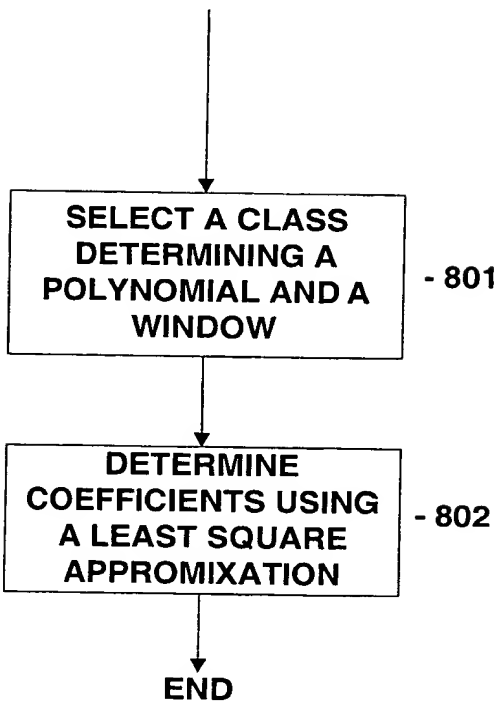 SELECT A CLASS
DETERMINING A
POLYNOMIAL AND A
WINDOW
- 801
DETERMINE
COEFFICIENTS USING
A LEAST SQUARE
APPROMIXATION
- 802
END